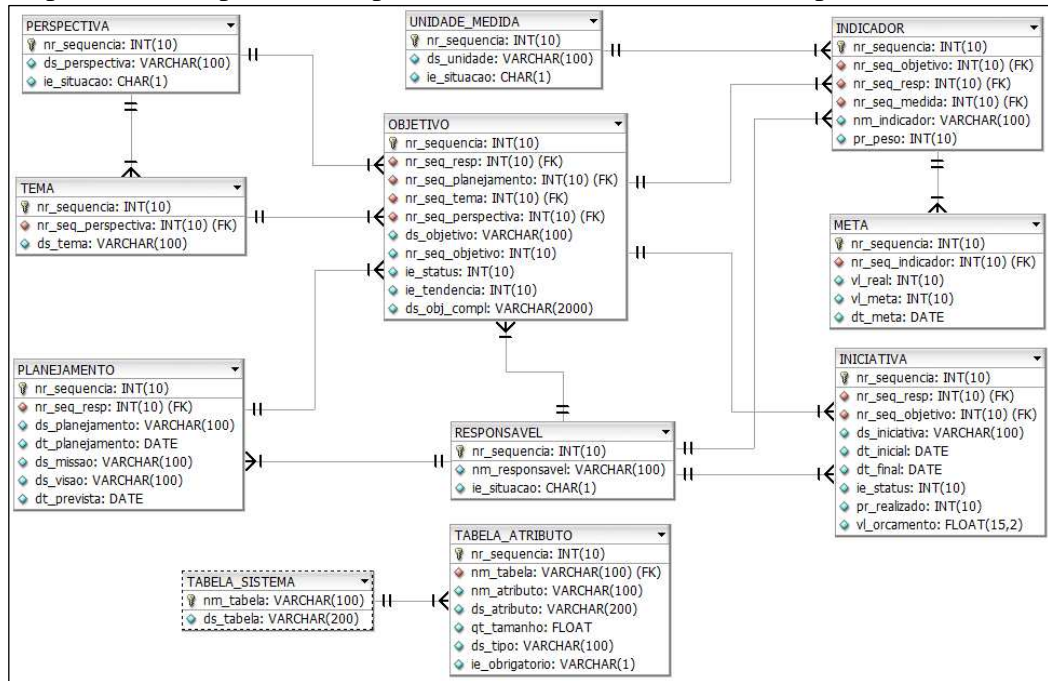 PERSPECTIVA
nr_sequencia: INT(10)
ds_perspectiva: VARCHAR(100)
ie_situacao: CHAR(1)
UNIDADE_MEDIDA
nr_sequencia: INT(10)
ds_unidade: VARCHAR(100)
ie_situacao: CHAR(1)
INDICADOR
nr_sequencia: INT(10)
nr_seq_objetivo: INT(10) (FK)
nr_seq_resp: INT(10) (FK)
nr_seq_medida: INT(10) (FK)
nm_indicador: VARCHAR(100)
pr_peso: INT(10)
OBJETIVO
nr_sequencia: INT(10)
nr_seq_resp: INT(10) (FK)
nr_seq_planejamento: INT(10) (FK)
nr_seq_tema: INT(10) (FK)
nr_seq_perspectiva: INT(10) (FK)
ds_objetivo: VARCHAR(100)
nr_seq_objetivo: INT(10)
ie_status: INT(10)
ie_tendencia: INT(10)
ds_obj_compl: VARCHAR(2000)
TEMA
nr_sequencia: INT(10)
nr_seq_perspectiva: INT(10) (FK)
ds_tema: VARCHAR(100)
META
nr_sequencia: INT(10)
nr_seq_indicador: INT(10) (FK)
vl_real: INT(10)
vl_meta: INT(10)
dt_meta: DATE
PLANEJAMENTO
nr_sequencia: INT(10)
nr_seq_resp: INT(10) (FK)
ds_planejamento: VARCHAR(100)
dt_planejamento: DATE
ds_missao: VARCHAR(100)
ds_visao: VARCHAR(100)
dt_prevista: DATE
RESPONSAVEL
nr_sequencia: INT(10)
nm_responsavel: VARCHAR(100)
ie_situacao: CHAR(1)
INICIATIVA
nr_sequencia: INT(10)
nr_seq_resp: INT(10) (FK)
nr_seq_objetivo: INT(10) (FK)
ds_iniciativa: VARCHAR(100)
dt_inicial: DATE
dt_final: DATE
ie_status: INT(10)
pr_realizado: INT(10)
vl_orcamento: FLOAT(15,2)
TABELA_SISTEMA
nm_tabela: VARCHAR(100)
ds_tabela: VARCHAR(200)
TABELA_ATRIBUTO
nr_sequencia: INT(10)
nm_tabela: VARCHAR(100) (FK)
nm_atributo: VARCHAR(100)
ds_atributo: VARCHAR(200)
qt_tamanho: FLOAT
ds_tipo: VARCHAR(100)
ie_obrigatorio: VARCHAR(1)